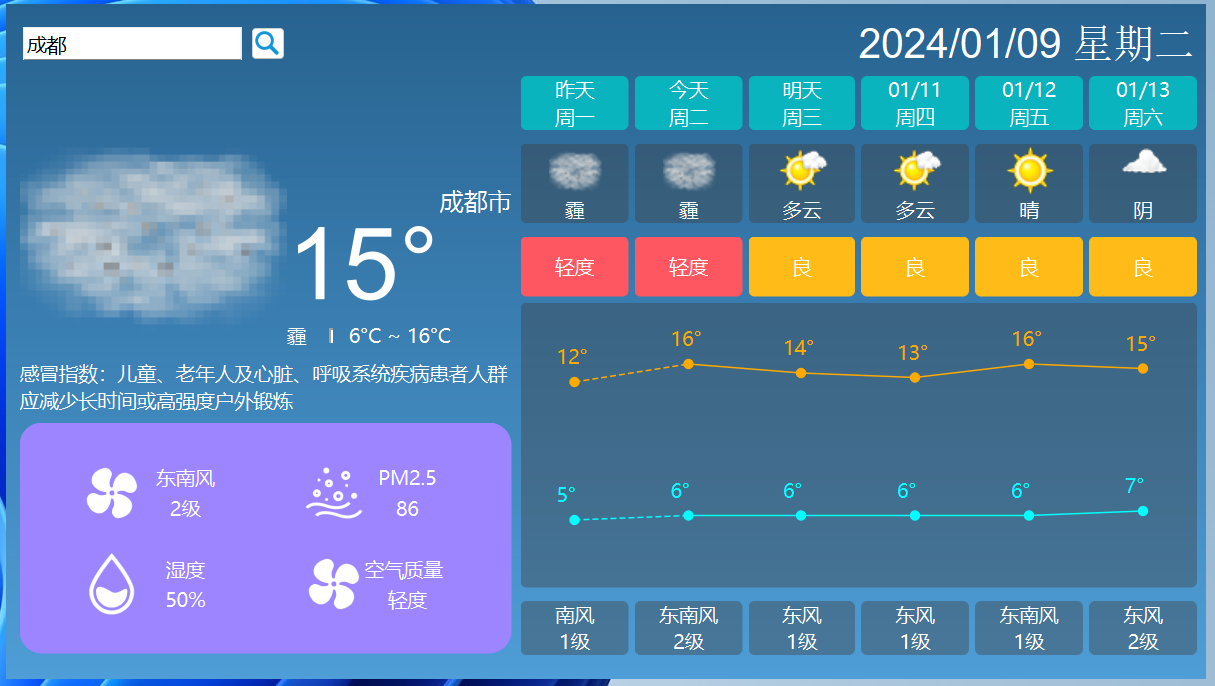 成都
2024/01/09 星期二
成都市
15°
霾 6°C ~ 16°C
感冒指数：儿童、老年人及心脏、呼吸系统疾病患者人群
应减少长时间或高强度户外锻炼
东南风
2级
PM2.5
86
湿度
50%
空气质量
轻度
昨天 今天 明天 01/11 01/12 01/13
周一 周二 周三 周四 周五 周六
霾 霾 多云 多云 晴 阴
轻度 轻度 良 良 良 良
12° 16° 14° 13° 16° 15°
5° 6° 6° 6° 6° 7°
南风 东南风 东风 东风 东南风 东风
1级 2级 1级 1级 1级 2级